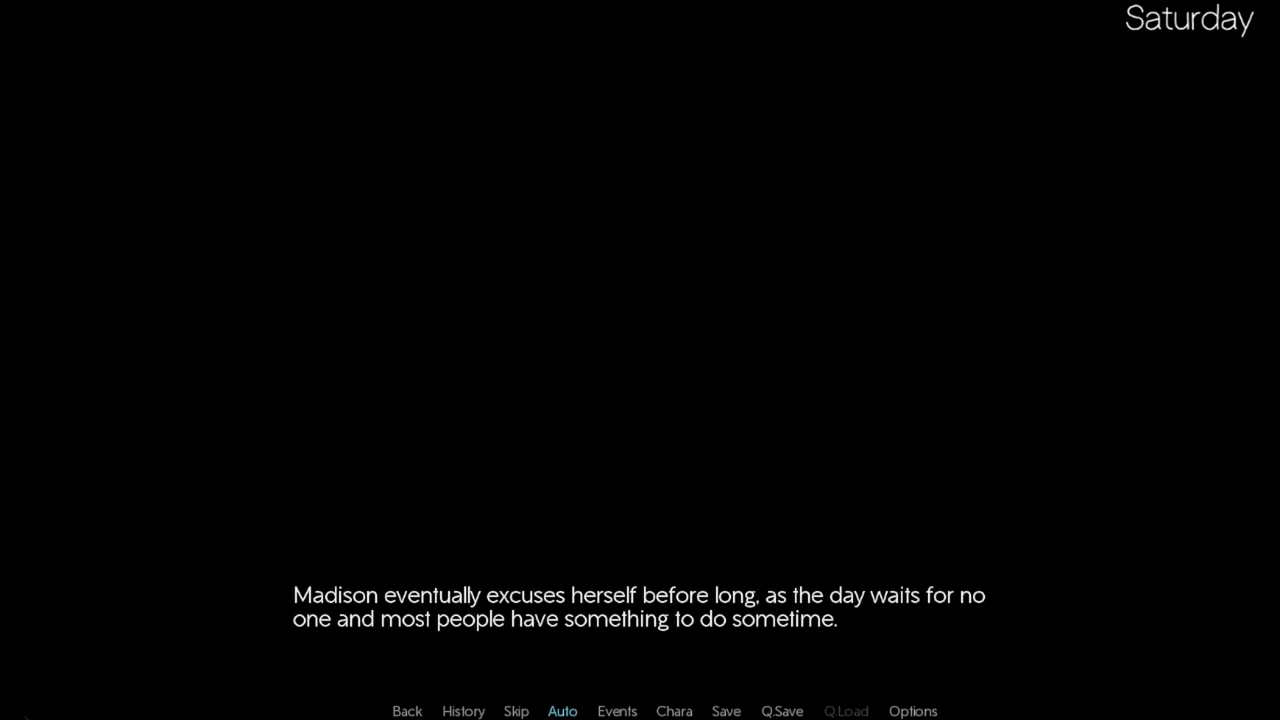 Saturday
Madison eventually excuses herself before long, as the day waits for no
one and most people have something to do sometime.
Back History Skip Auto Events Chara Save Q.Save Q.Load Options